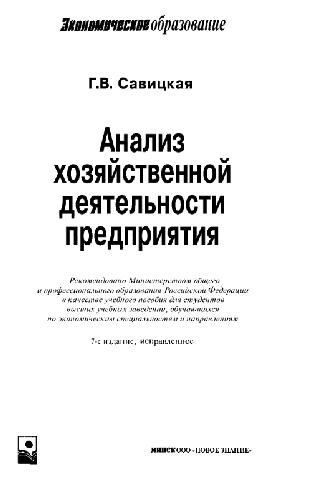 Экономическое образование
Г.В. Савицкая
Анализ
хозяйственной
деятельности
предприятия
Рекомендовано Министерством общего
и профессионального образования Российской Федерации
в качестве учебного пособия для студентов
высших учебных заведений, обучающихся
по экономическим специальностям и направлениям
7-е издание, исправленное
МИНСК ООО «НОВОЕ ЗНАНИЕ»